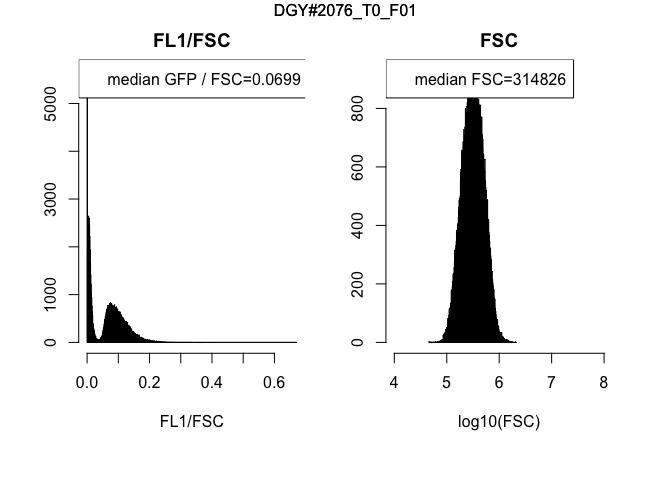 DGY#2076_T0_F01
FL1/FSC
median GFP / FSC=0.0699
5000
3000
1000
0
0.0 0.2 0.4 0.6
FL1/FSC
FSC
median FSC=314826
800
600
400
200
0
4 5 6 7 8
log10(FSC)